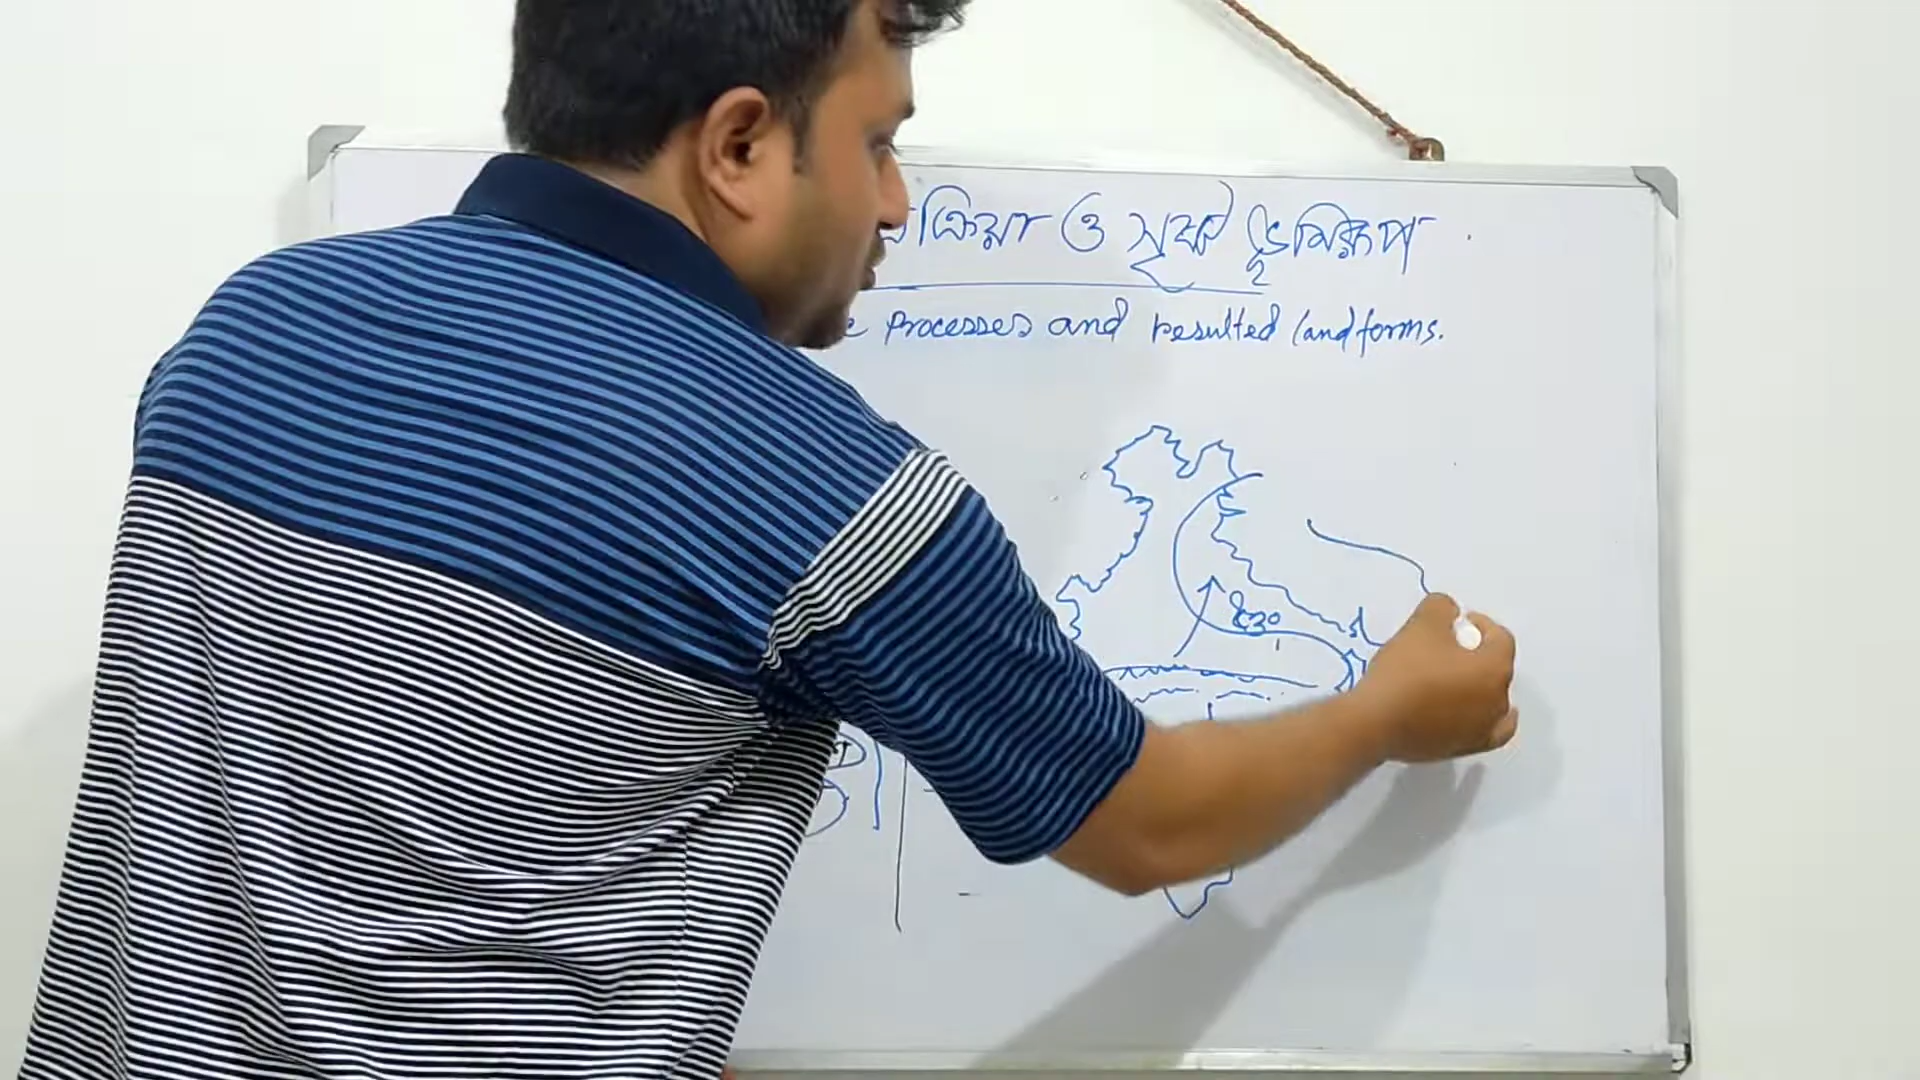 ক্রিয়া ও সৃষ্ট ভূমিরূপ
processes and resulted landforms.